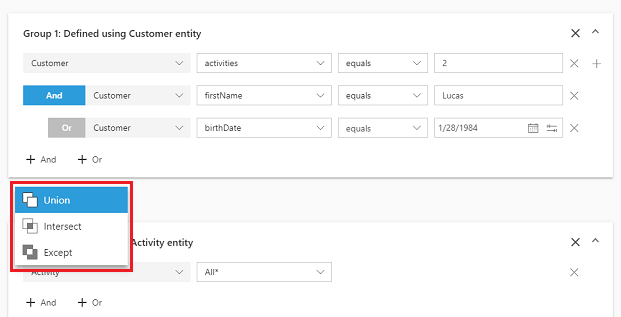 Group 1: Defined using Customer entity
Customer activities equals 2
And Customer firstName equals Lucas
Or Customer birthDate equals 1/28/1984
+ And + Or
Union
Intersect
Activity entity
Except
Activity All*
+ And + Or